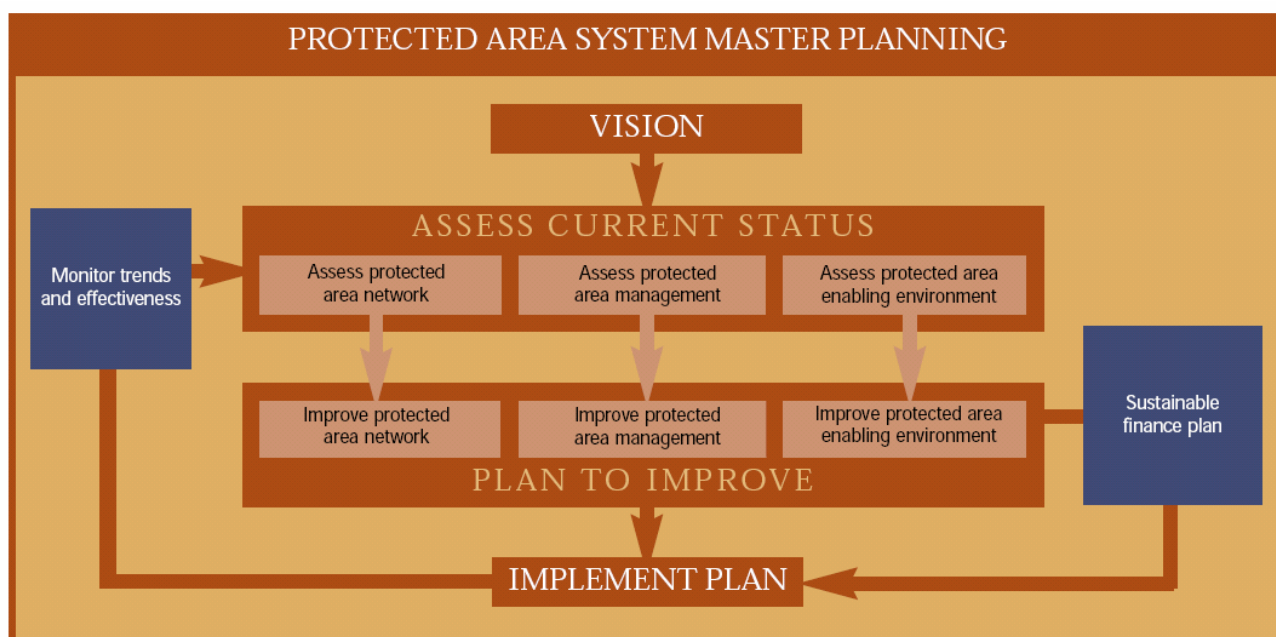 PROTECTED AREA SYSTEM MASTER PLANNING
VISION
ASSESS CURRENT STATUS
Monitor trends
and effectiveness
Assess protected
area network
Assess protected
area management
Assess protected area
enabling environment
Improve protected
area network
Improve protected
area management
Improve protected area
enabling environment
Sustainable
finance plan
PLAN TO IMPROVE
IMPLEMENT PLAN